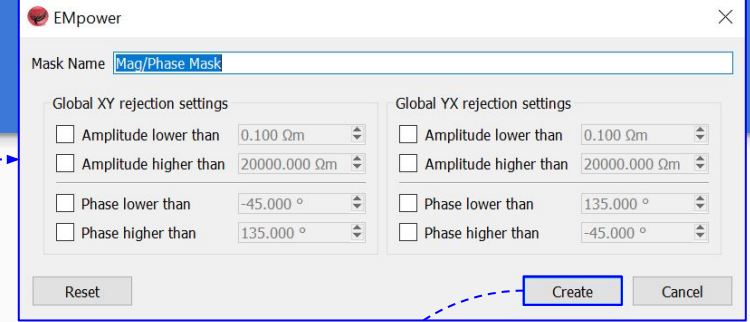 EMpower
Mask Name Mag/Phase Mask
Global XY rejection settings
Amplitude lower than 0.100 Ωm
Amplitude higher than 20000.000 Ωm
Phase lower than -45.000 °
Phase higher than 135.000 °
Global YX rejection settings
Amplitude lower than 0.100 Ωm
Amplitude higher than 20000.000 Ωm
Phase lower than 135.000 °
Phase higher than -45.000 °
Reset Create Cancel